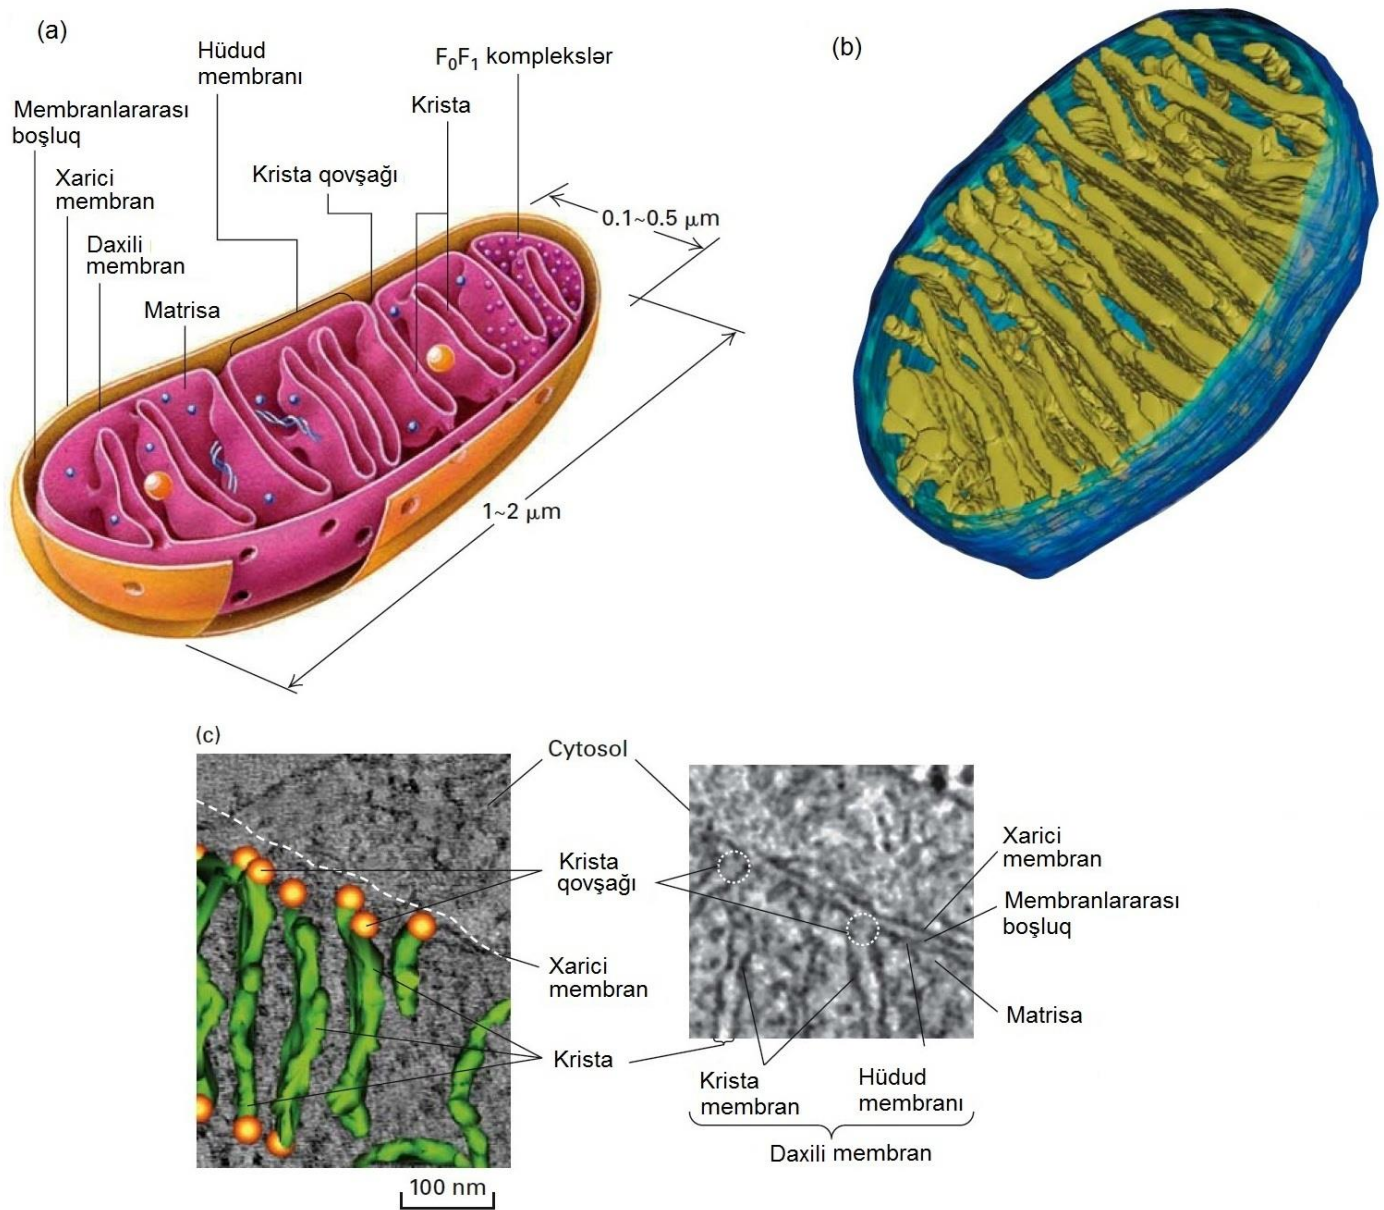 (a)
Hüdud
membranı
F₀F₁ komplekslər
Krista
Membranlararası
boşluq
Xarici
membran
Krista qovşağı
Daxili
membran
Matrisa
0.1~0.5 μm
1~2 μm
(b)
(c)
Cytosol
Krista
qovşağı
Xarici
membran
Krista
100 nm
Xarici
membran
Membranlararası
boşluq
Matrisa
Krista
membran
Hüdud
membranı
Daxili membran